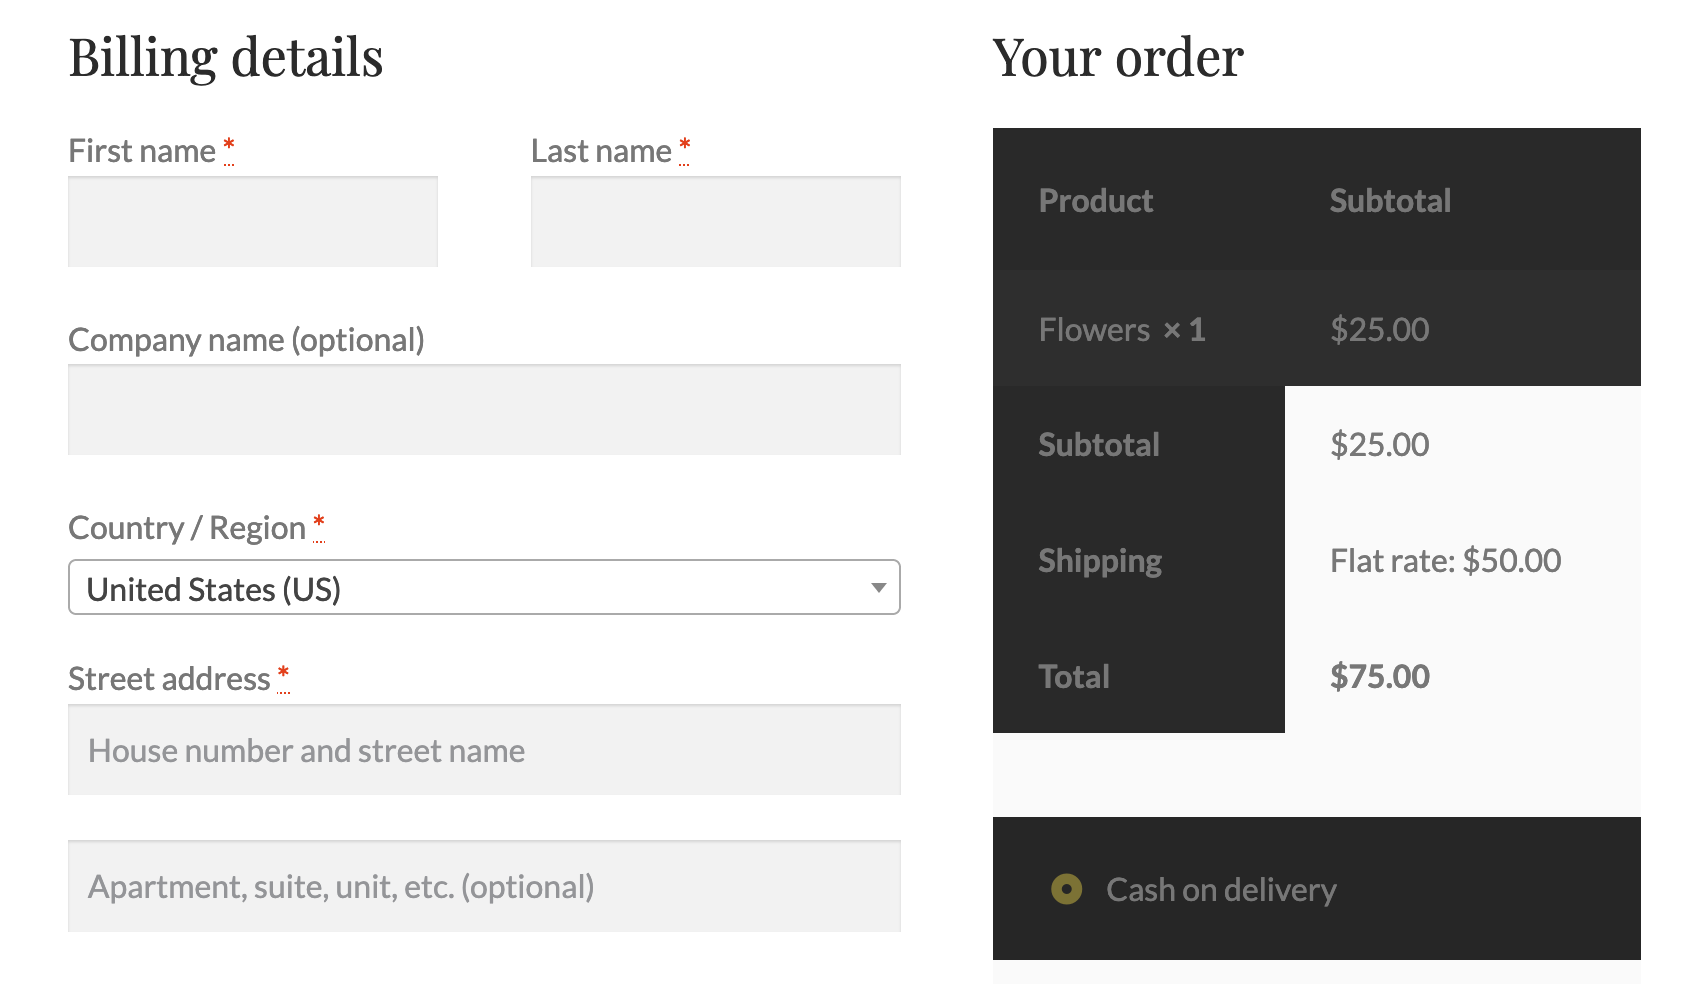 Billing details
First name *
Last name *
Company name (optional)
Country / Region *
United States (US)
Street address *
House number and street name
Apartment, suite, unit, etc. (optional)
Your order
Product Subtotal
Flowers × 1 $25.00
Subtotal $25.00
Shipping Flat rate: $50.00
Total $75.00
Cash on delivery